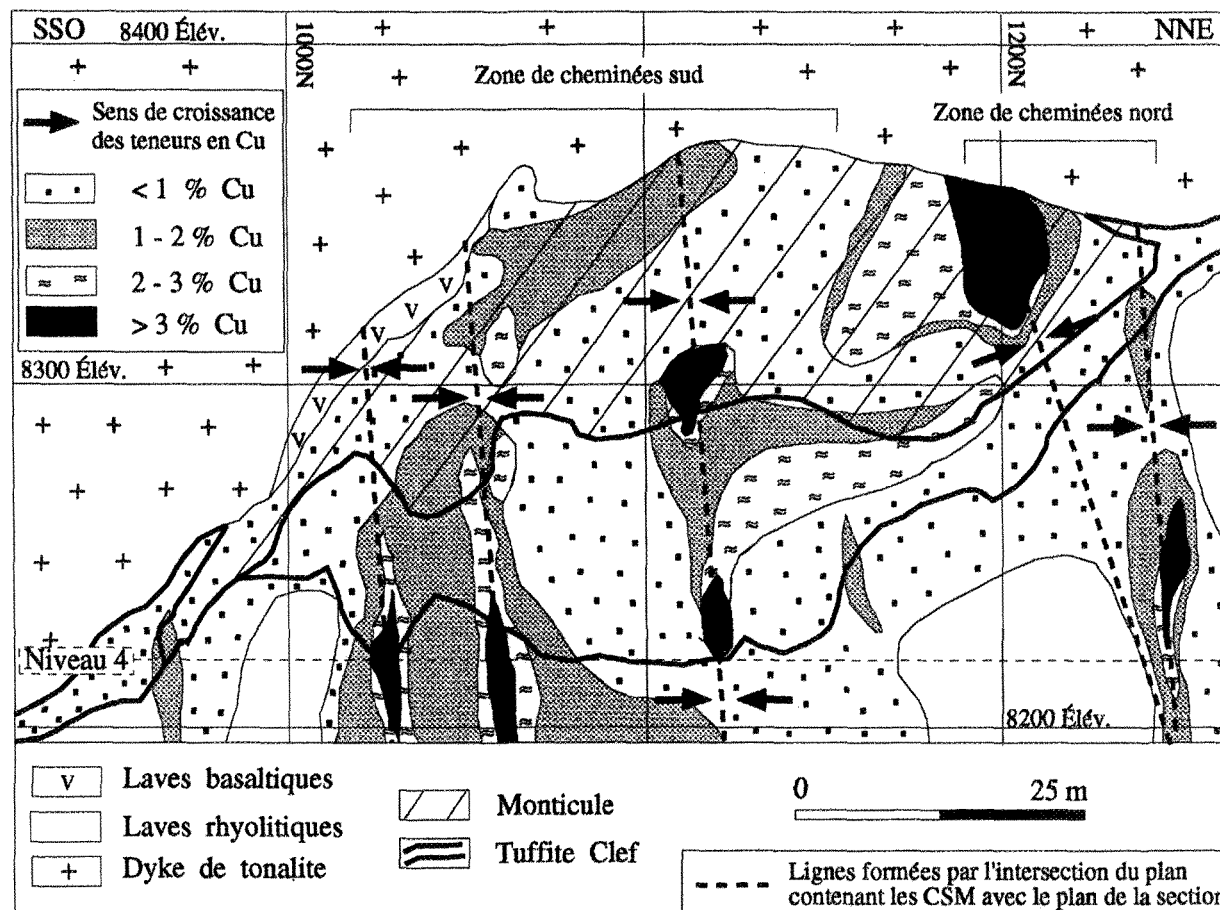 SSO
8400 Élév.
1000N
1200N
NNE
Zone de cheminées sud
Zone de cheminées nord
Sens de croissance
des teneurs en Cu
< 1 % Cu
1 - 2 % Cu
2 - 3 % Cu
> 3 % Cu
8300 Élév.
Niveau 4
8200 Élév.
v Laves basaltiques
Laves rhyolitiques
+ Dyke de tonalite
Monticule
Tuffite Clef
0 25 m
Lignes formées par l'intersection du plan
contenant les CSM avec le plan de la section